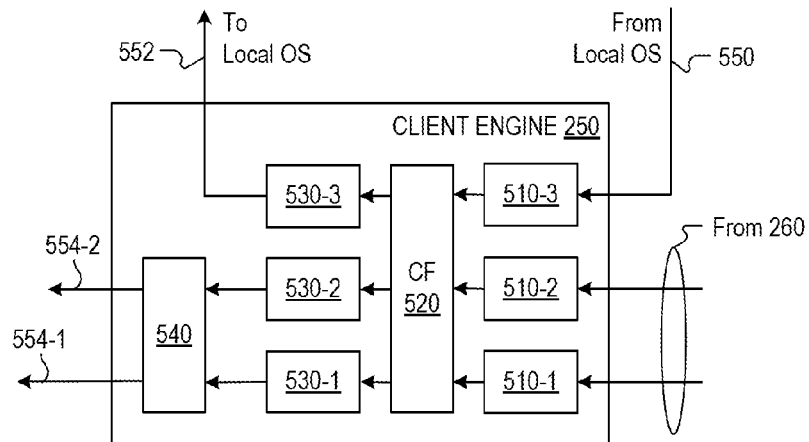 To
Local OS
552
From
Local OS
550
CLIENT ENGINE 250
530-3
510-3
From 260
554-2
CF
520
530-2
510-2
540
554-1
530-1
510-1